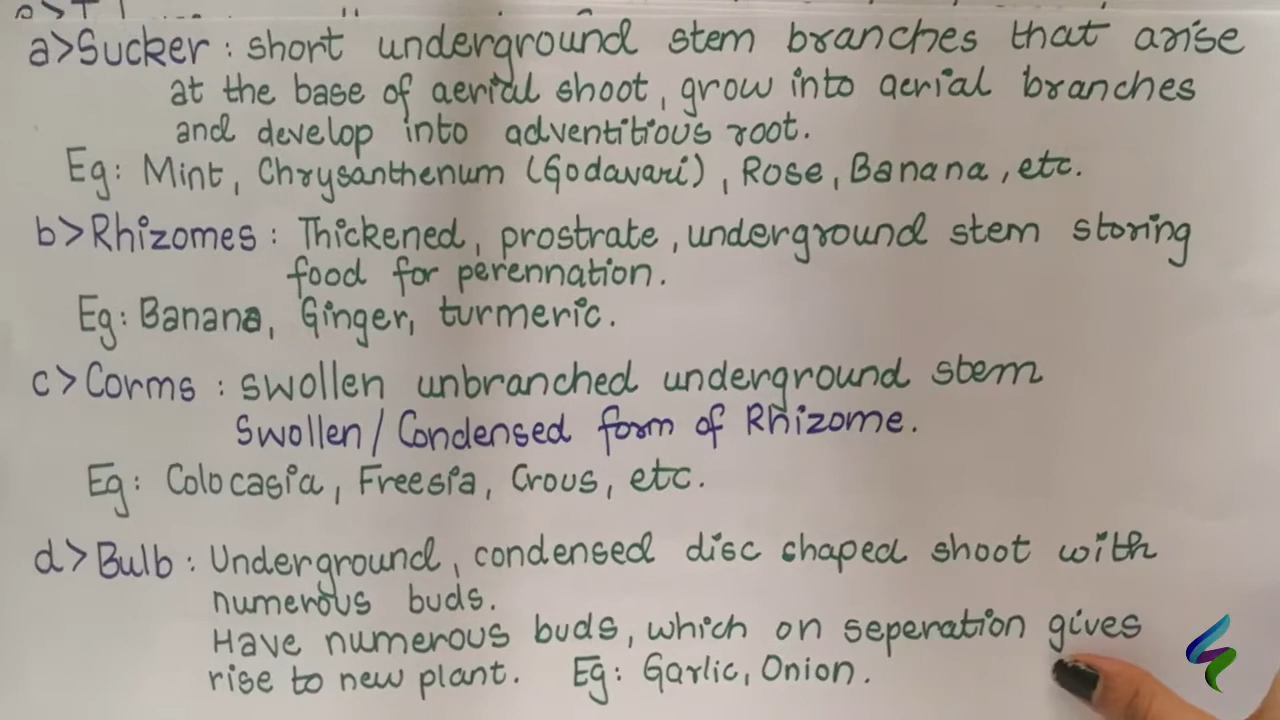 a>Sucker : short underground stem branches that arise
at the base of aerial shoot, grow into aerial branches
and develop into adventitious root.
Eg: Mint, Chrysanthenum (Godavari), Rose, Banana, etc.
b>Rhizomes : Thickened, prostrate, underground stem storing
food for perennation.
Eg: Banana, Ginger, turmeric.
c>Corms : swollen unbranched underground stem
Swollen/Condensed form of Rhizome.
Eg: Colocasia, Freesia, Crous, etc.
d>Bulb : Underground, condensed disc shaped shoot with
numerous buds.
Have numerous buds, which on seperation gives
rise to new plant. Eg: Garlic, Onion.